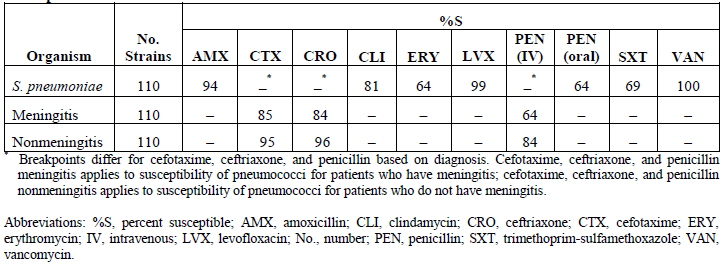 %S
Organism No. Strains AMX CTX CRO CLI ERY LVX PEN (IV) PEN (oral) SXT VAN
S. pneumoniae 110 94 –* –* 81 64 99 –* 64 69 100
Meningitis 110 – 85 84 – – – 64 – – –
Nonmeningitis 110 – 95 96 – – – 84 – – –
* Breakpoints differ for cefotaxime, ceftriaxone, and penicillin based on diagnosis. Cefotaxime, ceftriaxone, and penicillin
meningitis applies to susceptibility of pneumococci for patients who have meningitis; cefotaxime, ceftriaxone, and penicillin
nonmeningitis applies to susceptibility of pneumococci for patients who do not have meningitis.
Abbreviations: %S, percent susceptible; AMX, amoxicillin; CLI, clindamycin; CRO, ceftriaxone; CTX, cefotaxime; ERY,
erythromycin; IV, intravenous; LVX, levofloxacin; No., number; PEN, penicillin; SXT, trimethoprim-sulfamethoxazole; VAN,
vancomycin.